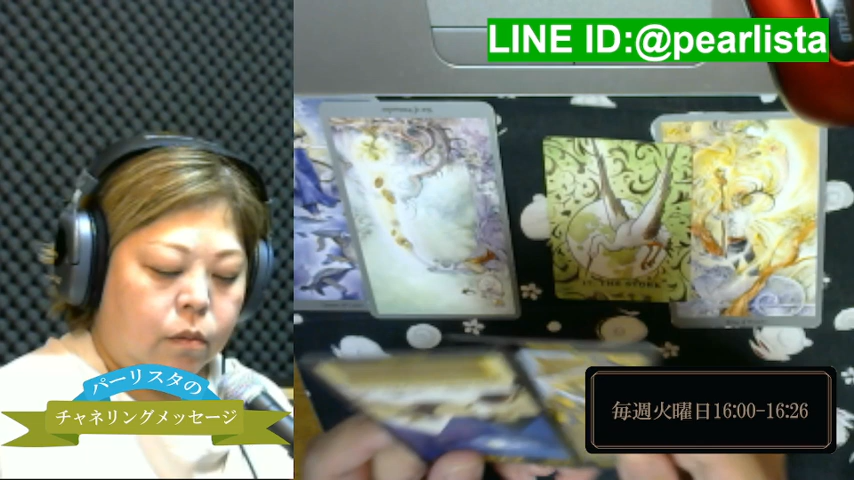 LINE ID:@pearlista
17. THE STORK
パーリスタの
チャネリングメッセージ
毎週火曜日16:00-16:26